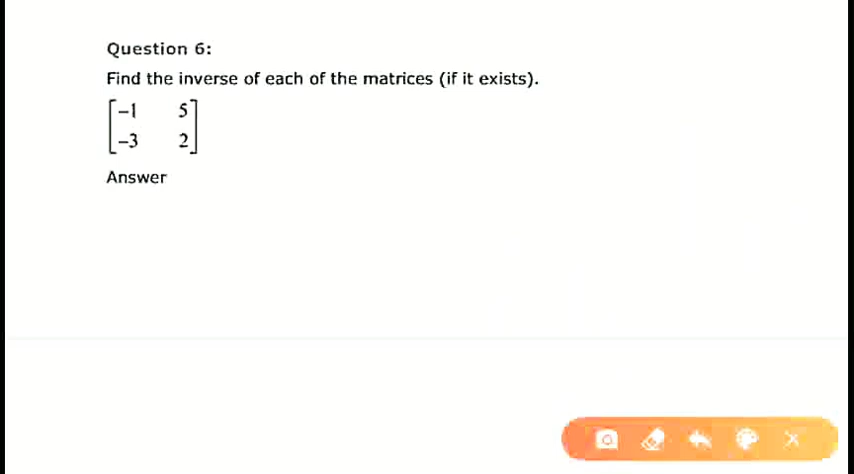 Question 6:
Find the inverse of each of the matrices (if it exists).
[–1 5
–3 2]
Answer